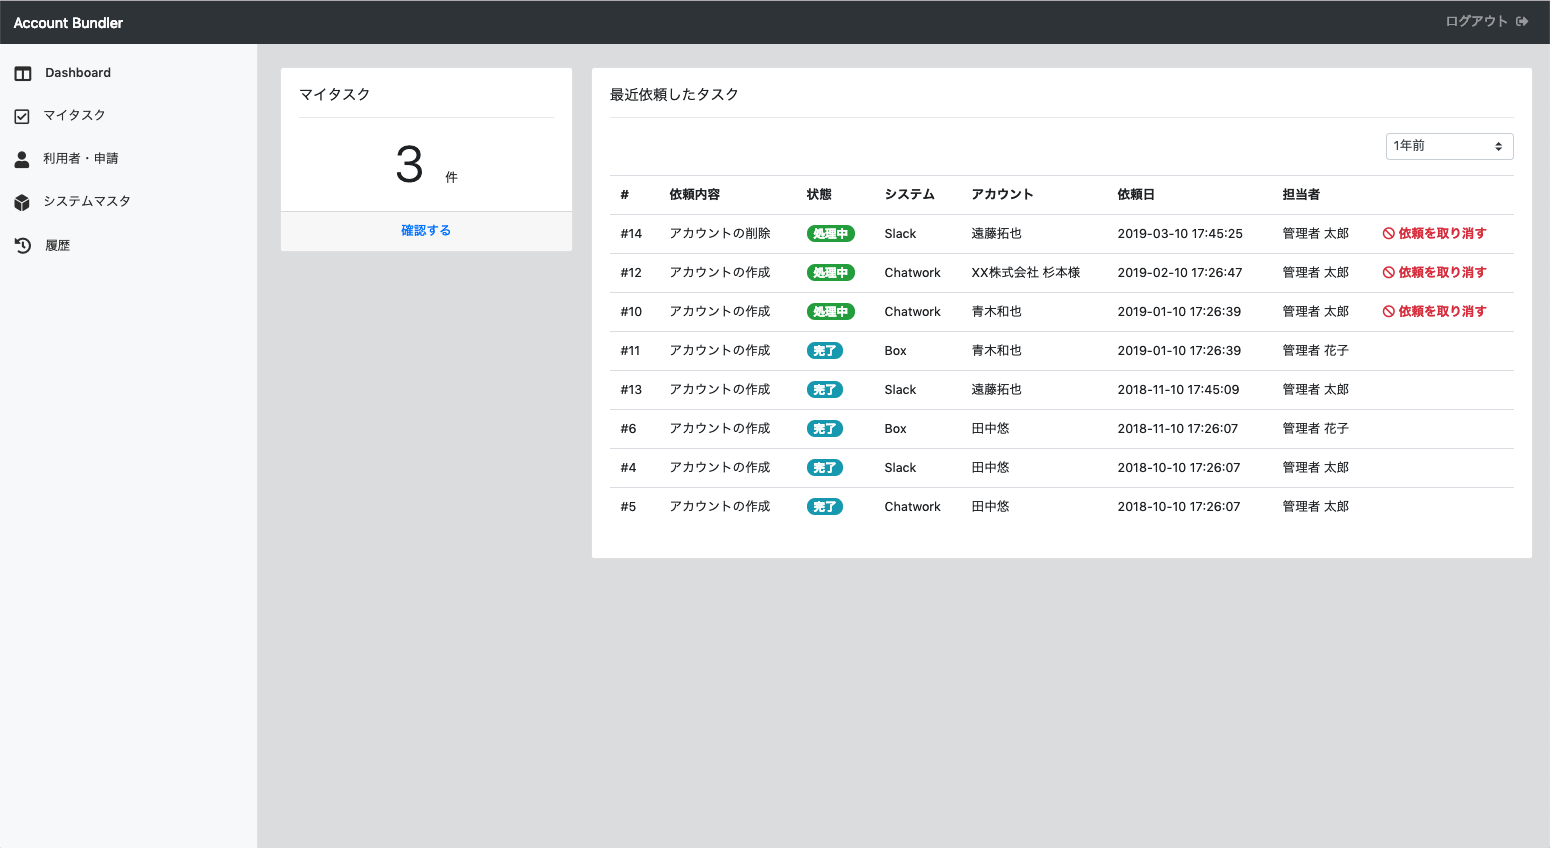 Account Bundler
ログアウト
Dashboard
マイタスク
利用者・申請
システムマスタ
履歴
マイタスク
3 件
確認する
最近依頼したタスク
1年前
# 依頼内容 状態 システム アカウント 依頼日 担当者
#14 アカウントの削除 処理中 Slack 遠藤拓也 2019-03-10 17:45:25 管理者 太郎 依頼を取り消す
#12 アカウントの作成 処理中 Chatwork XX株式会社 杉本様 2019-02-10 17:26:47 管理者 太郎 依頼を取り消す
#10 アカウントの作成 処理中 Chatwork 青木和也 2019-01-10 17:26:39 管理者 太郎 依頼を取り消す
#11 アカウントの作成 完了 Box 青木和也 2019-01-10 17:26:39 管理者 花子
#13 アカウントの作成 完了 Slack 遠藤拓也 2018-11-10 17:45:09 管理者 太郎
#6 アカウントの作成 完了 Box 田中悠 2018-11-10 17:26:07 管理者 花子
#4 アカウントの作成 完了 Slack 田中悠 2018-10-10 17:26:07 管理者 太郎
#5 アカウントの作成 完了 Chatwork 田中悠 2018-10-10 17:26:07 管理者 太郎